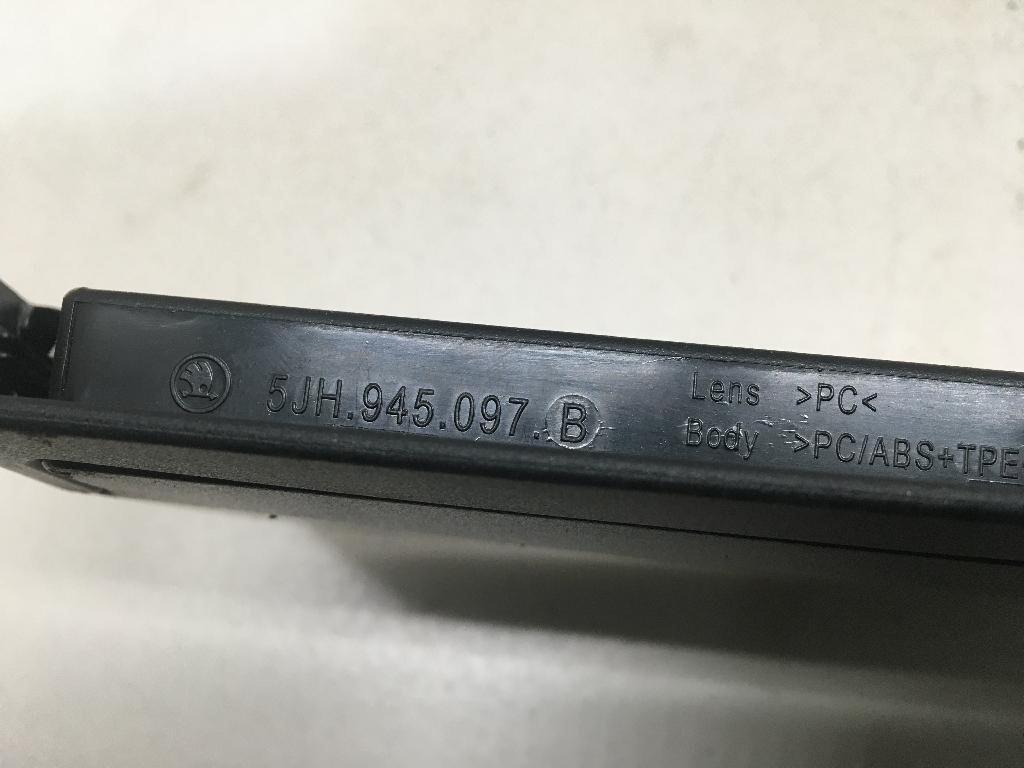 5JH.945.097.B
Lens >PC<
Body >PC/ABS+TPE